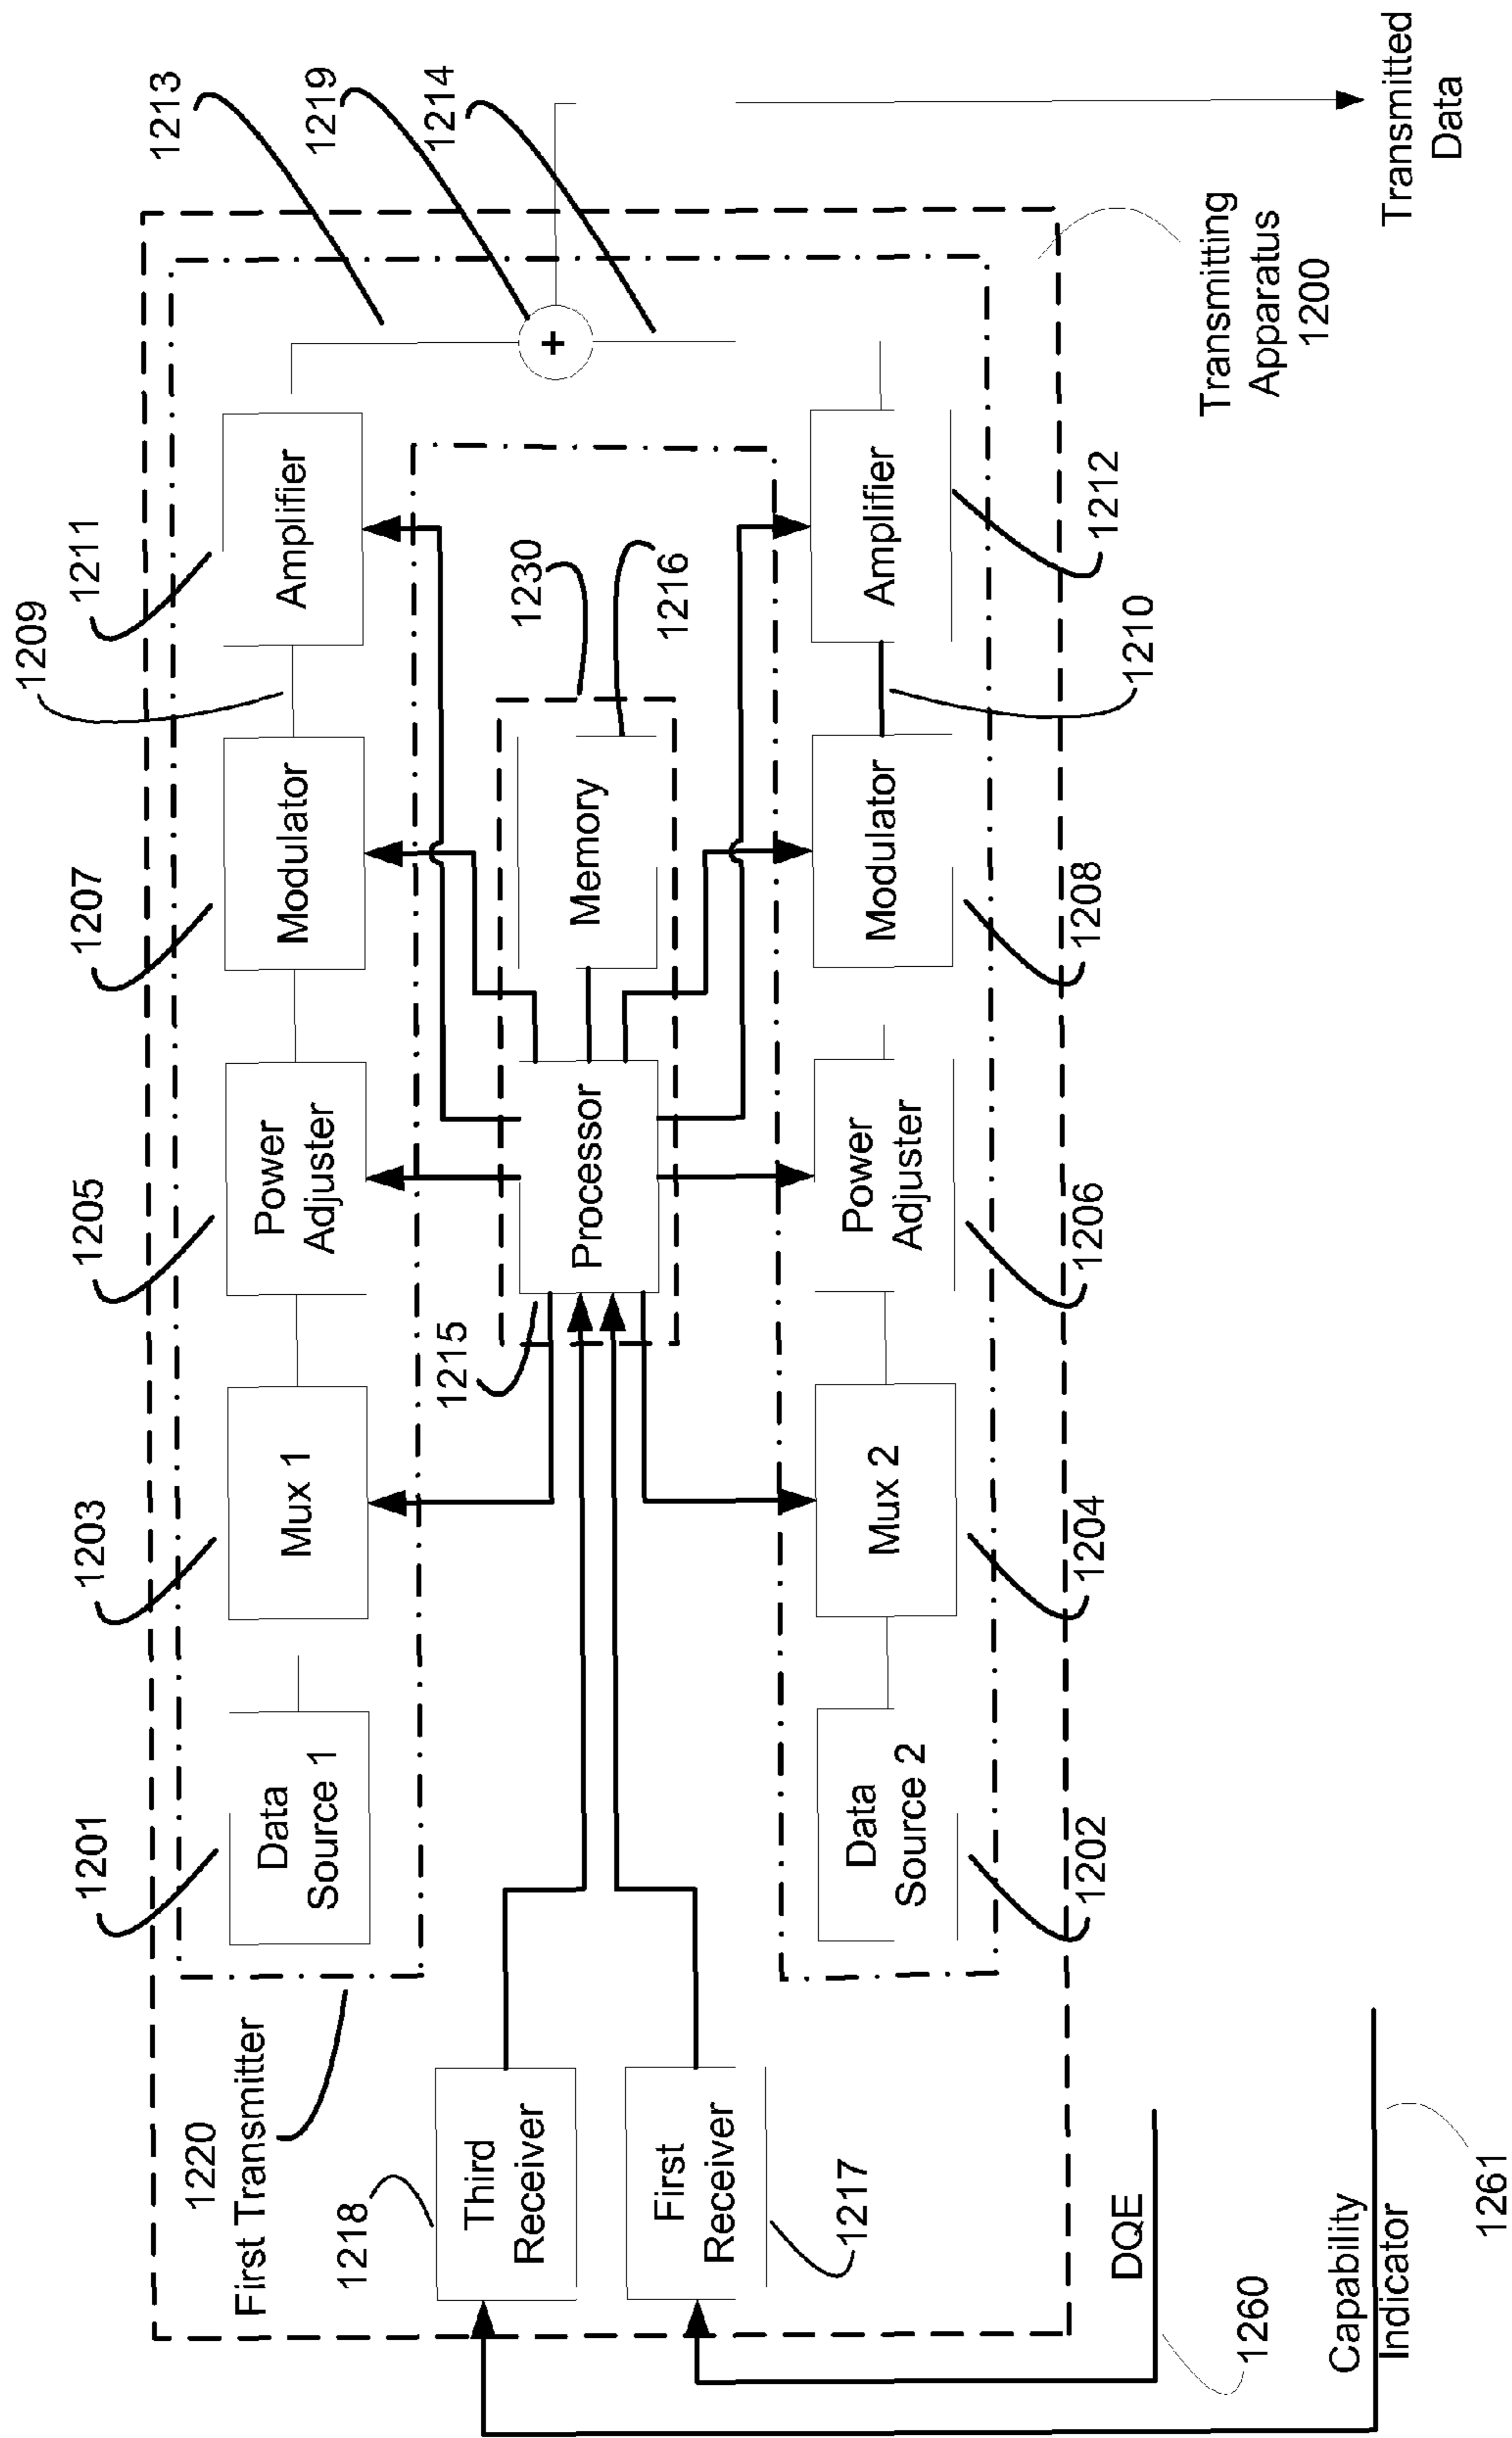 1209
1211
1207
1205
1203
1201
Amplifier
Modulator
Power
Adjuster
Mux 1
Data
Source 1
1220
First Transmitter
1213
1219
1214
+
1230
1216
Memory
Processor
1215
1218
Third
Receiver
First
Receiver
1217
Amplifier
Modulator
Power
Adjuster
Mux 2
Data
Source 2
1212
1210
1208
1206
1204
1202
DQE
1260
Capability
Indicator
1261
Transmitting
Apparatus
1200
Transmitted
Data